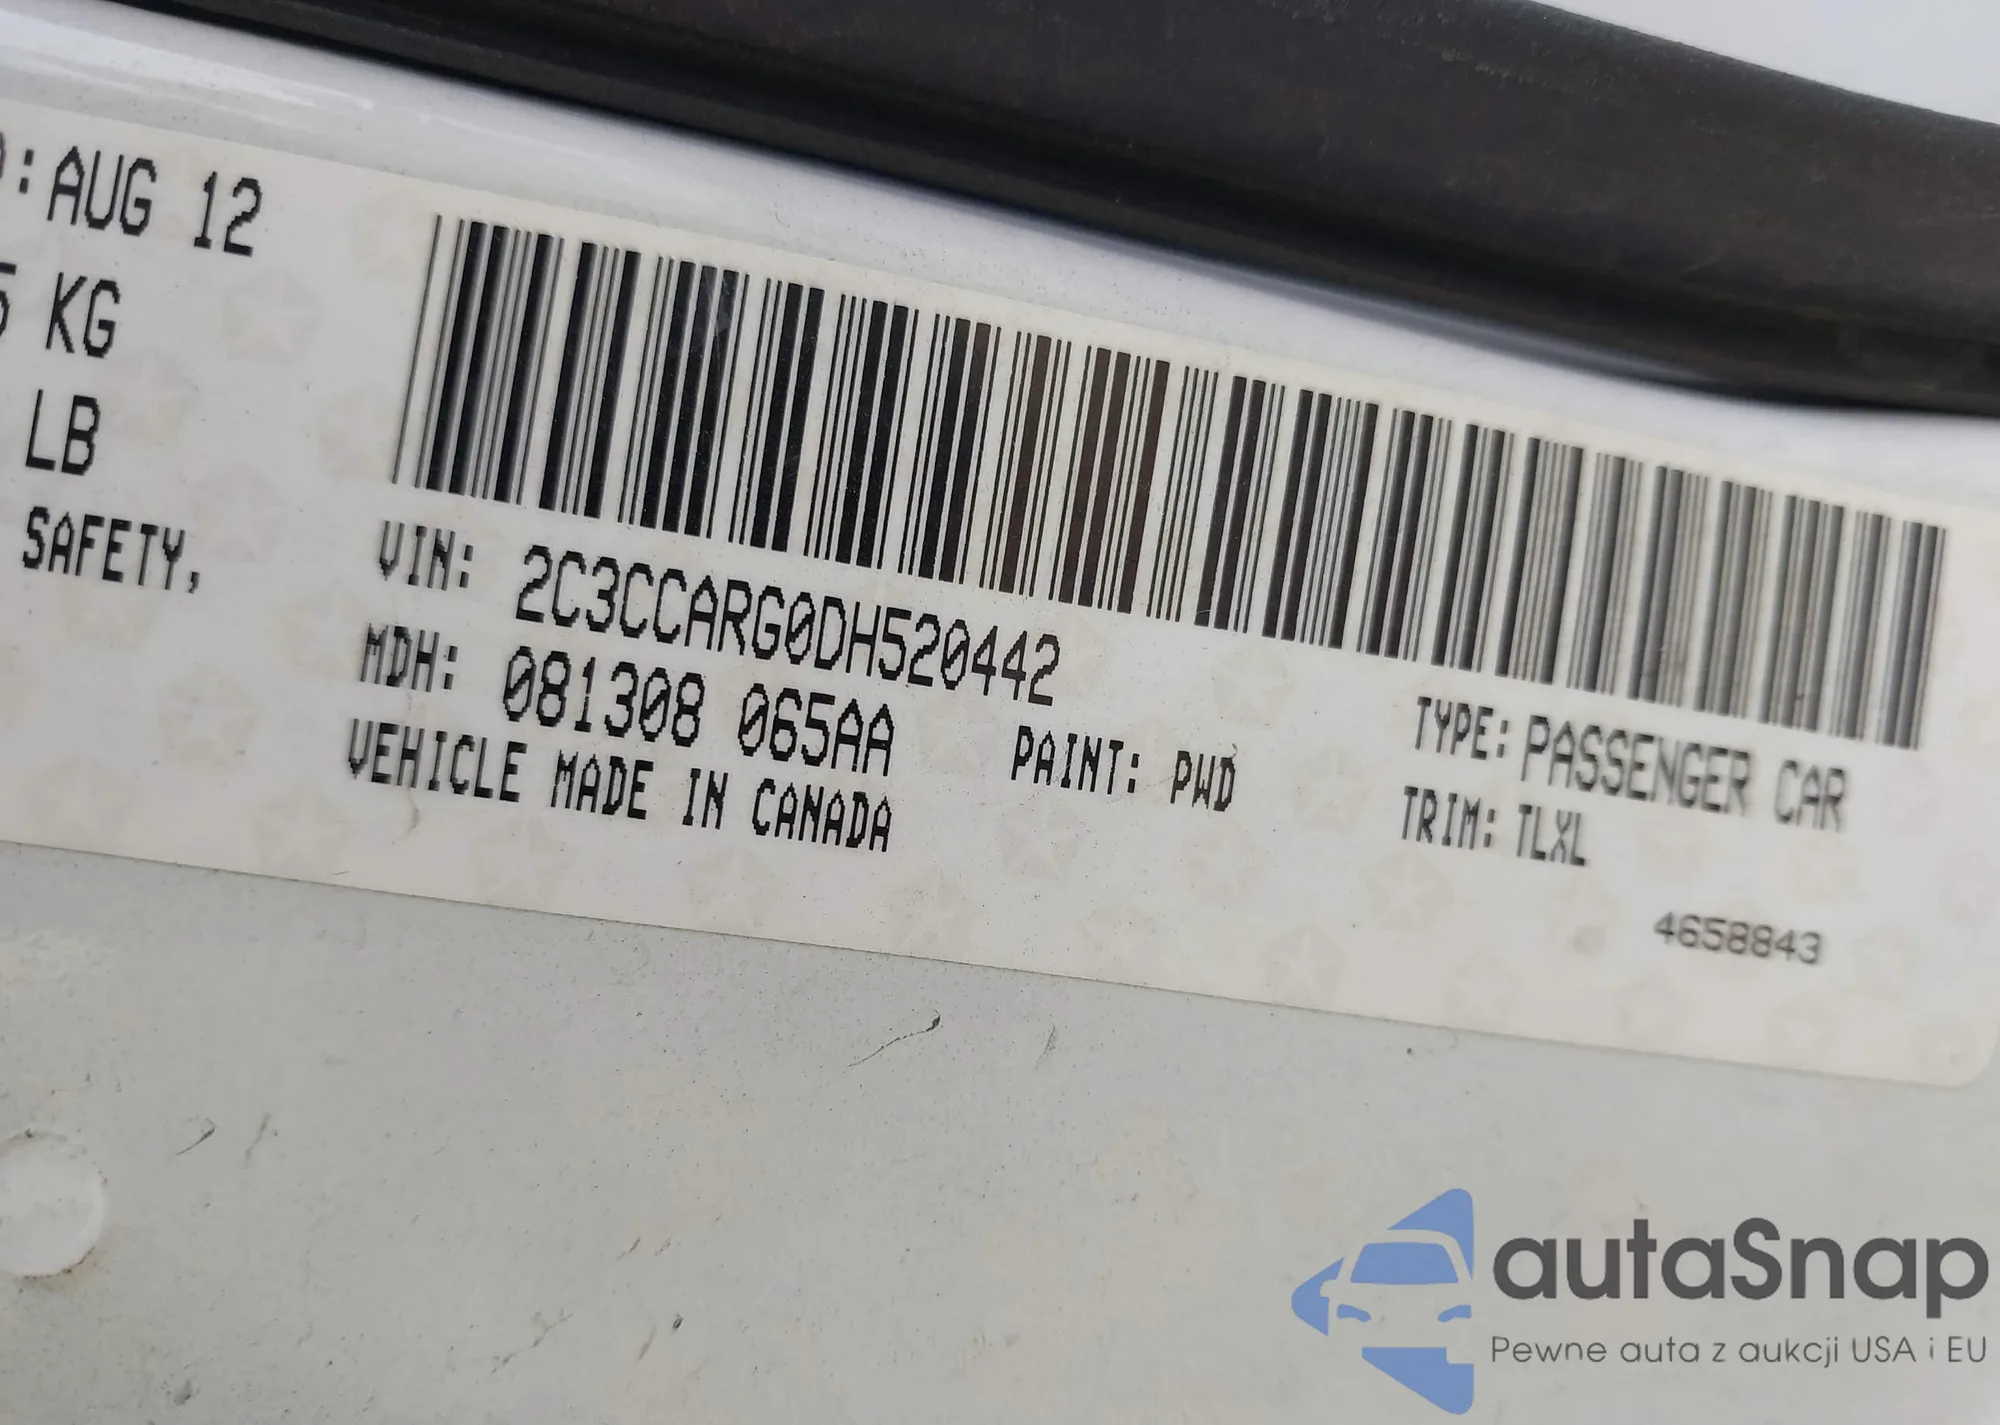 : AUG 12
KG
LB
SAFETY,
VIN: 2C3CCARG0DH520442
MDH: 081308 065AA
PAINT: PWD
VEHICLE MADE IN CANADA
TYPE: PASSENGER CAR
TRIM: TLXL
4658843
autaSnap
Pewne auta z aukcji USA i EU